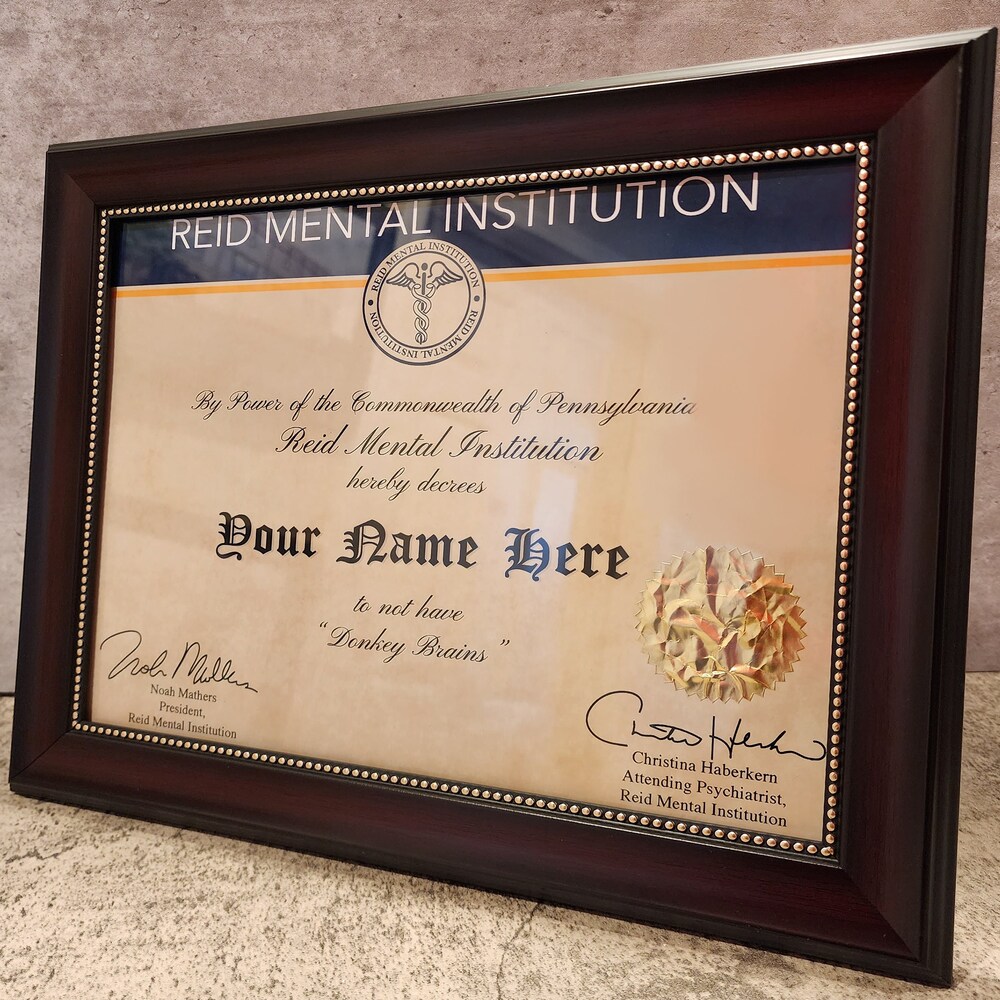 REID MENTAL INSTITUTION
REID MENTAL INSTITUTION
REID MENTAL INSTITUTION
By Power of the Commonwealth of Pennsylvania
Reid Mental Institution
hereby decrees
Your Name Here
to not have
“Donkey Brains”
Noah Mathers
Noah Mathers
President,
Reid Mental Institution
Christina Haberkern
Attending Psychiatrist,
Reid Mental Institution